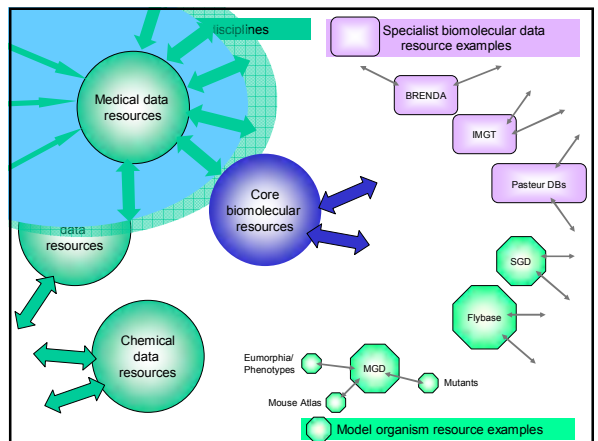 disciplines
Specialist biomolecular data
resource examples
BRENDA
IMGT
Pasteur DBs
Medical data
resources
Core
biomolecular
resources
data
resources
SGD
Flybase
Chemical
data
resources
Eumorphia/
Phenotypes
MGD
Mutants
Mouse Atlas
Model organism resource examples